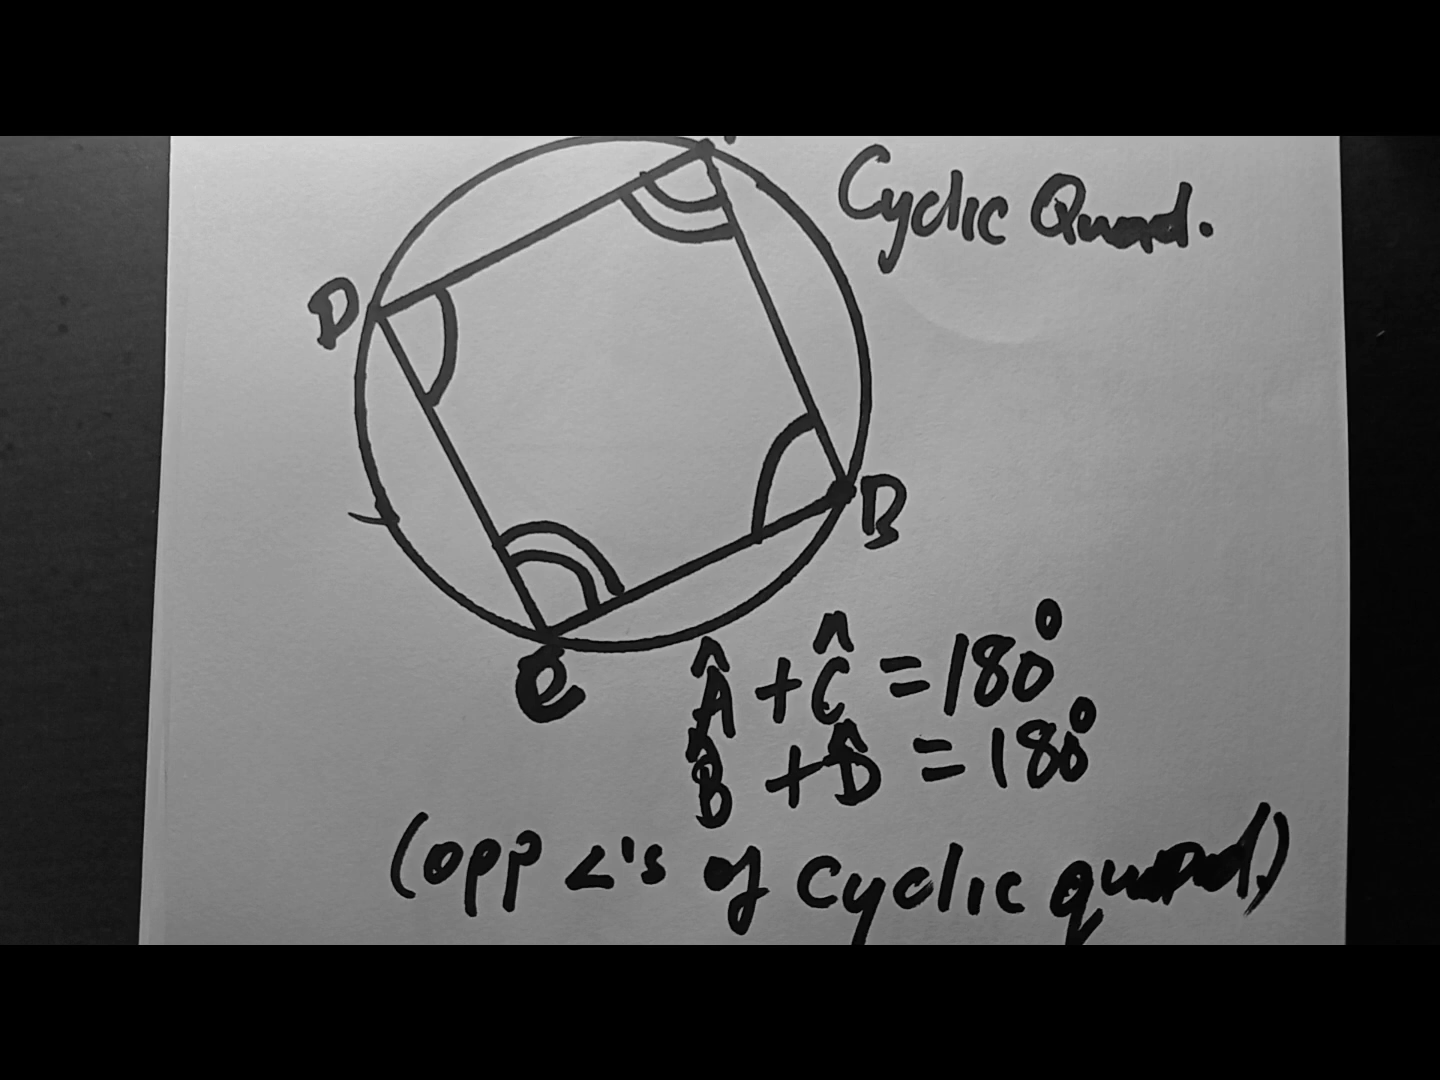 Cyclic Quad.
D
B
C
Â + Ĉ = 180°
B̂ + D̂ = 180°
(opp ∠'s of cyclic quad.)